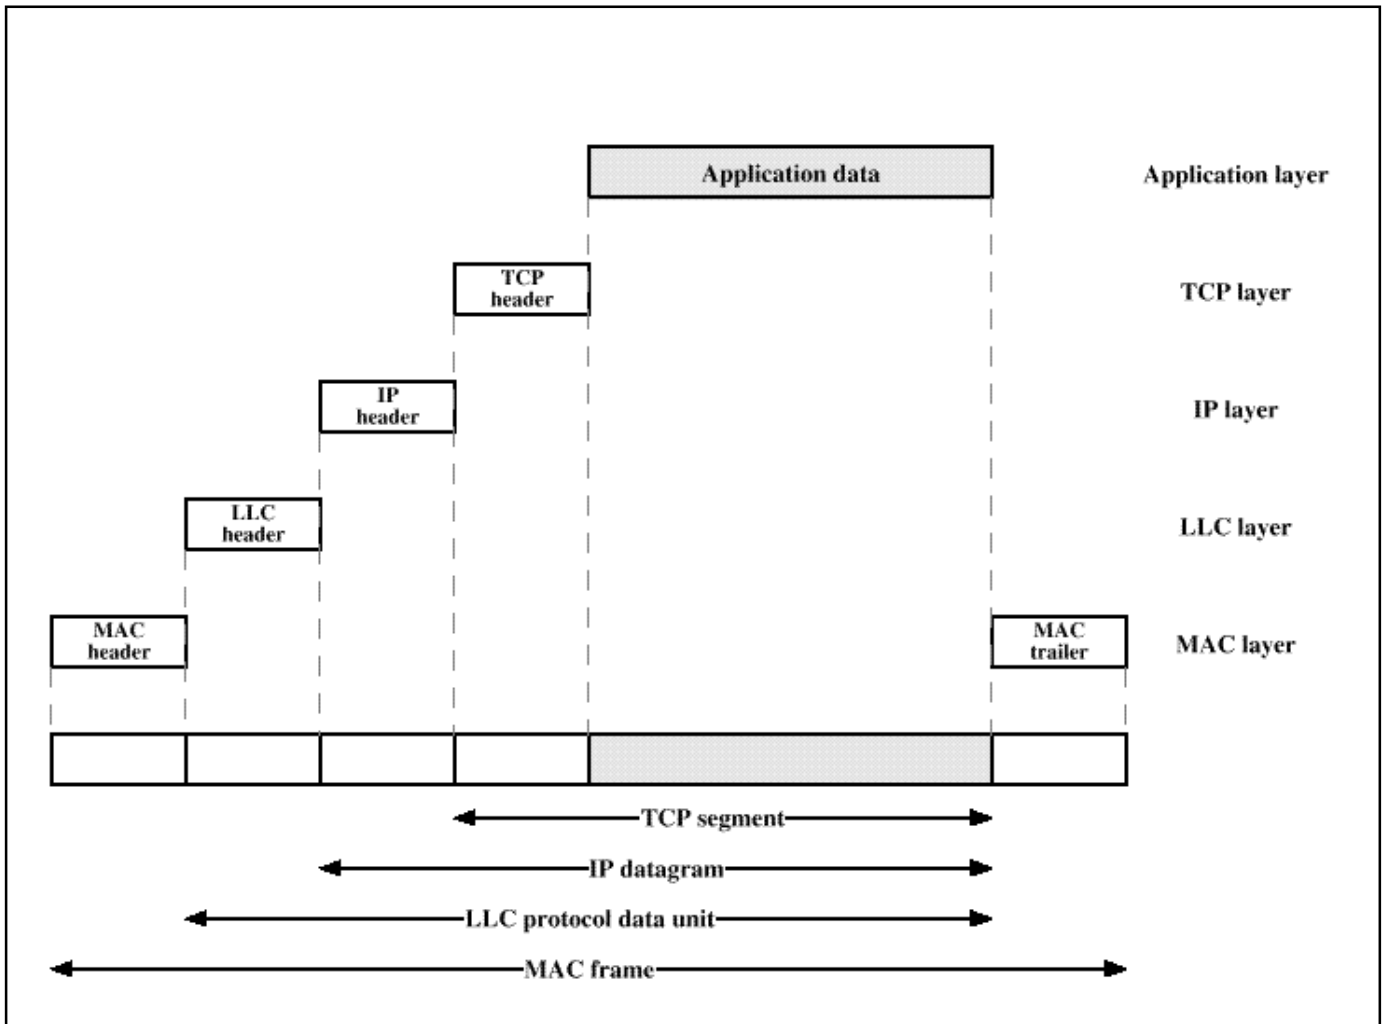 Application data
Application layer
TCP
header
TCP layer
IP
header
IP layer
LLC
header
LLC layer
MAC
header
MAC
trailer
MAC layer
TCP segment
IP datagram
LLC protocol data unit
MAC frame